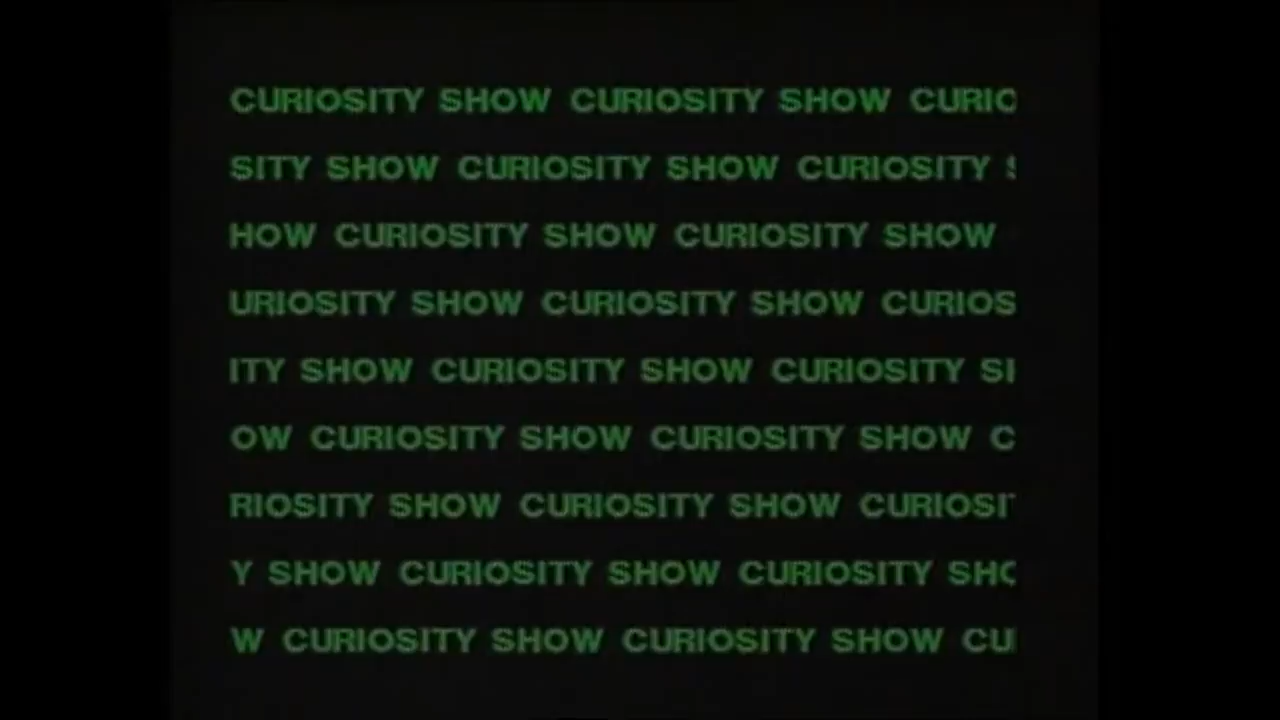 CURIOSITY SHOW CURIOSITY SHOW CURIO
SITY SHOW CURIOSITY SHOW CURIOSITY S
HOW CURIOSITY SHOW CURIOSITY SHOW
URIOSITY SHOW CURIOSITY SHOW CURIOS
ITY SHOW CURIOSITY SHOW CURIOSITY SH
OW CURIOSITY SHOW CURIOSITY SHOW C
RIOSITY SHOW CURIOSITY SHOW CURIOSIT
Y SHOW CURIOSITY SHOW CURIOSITY SHO
W CURIOSITY SHOW CURIOSITY SHOW CU